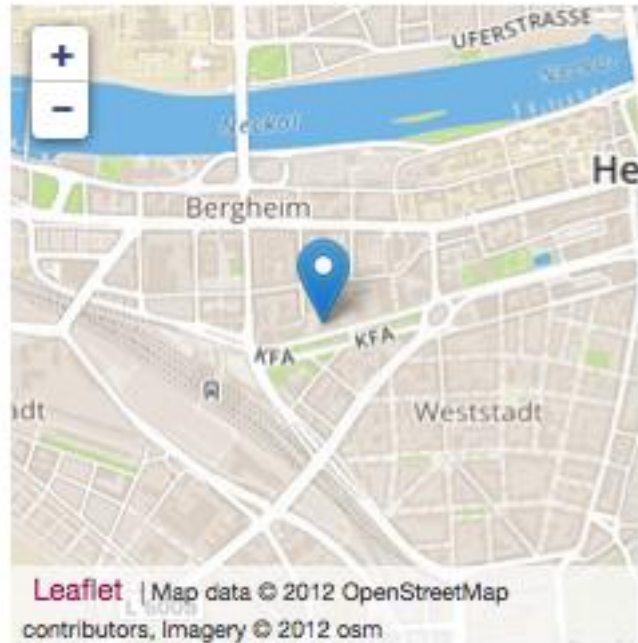 +
UFERSTRASSE
−
Neckar
He
Bergheim
KFA
KFA
adt
Weststadt
Leaflet | Map data © 2012 OpenStreetMap
contributors, Imagery © 2012 osm